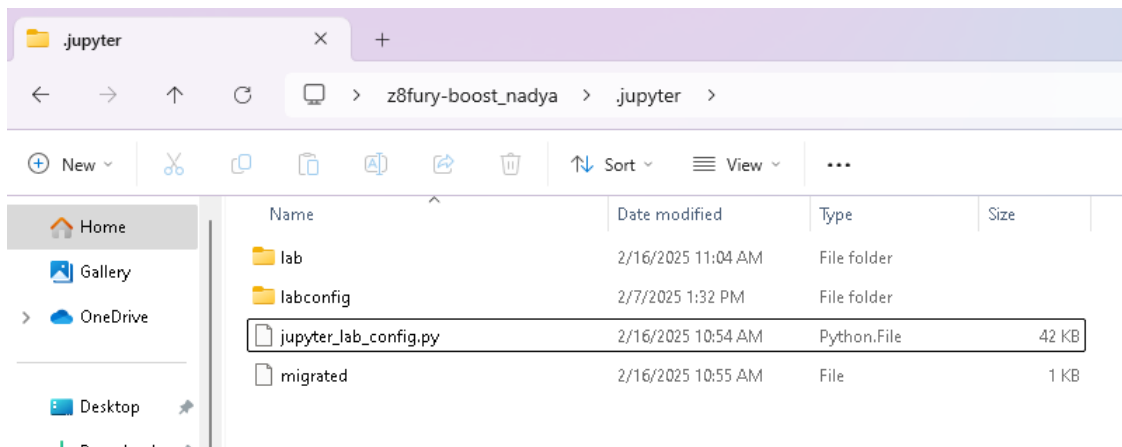 .jupyter
z8fury-boost_nadya > .jupyter >
New Sort View
Name Date modified Type Size
Home
Gallery
OneDrive
Desktop
lab 2/16/2025 11:04 AM File folder
labconfig 2/7/2025 1:32 PM File folder
jupyter_lab_config.py 2/16/2025 10:54 AM Python.File 42 KB
migrated 2/16/2025 10:55 AM File 1 KB